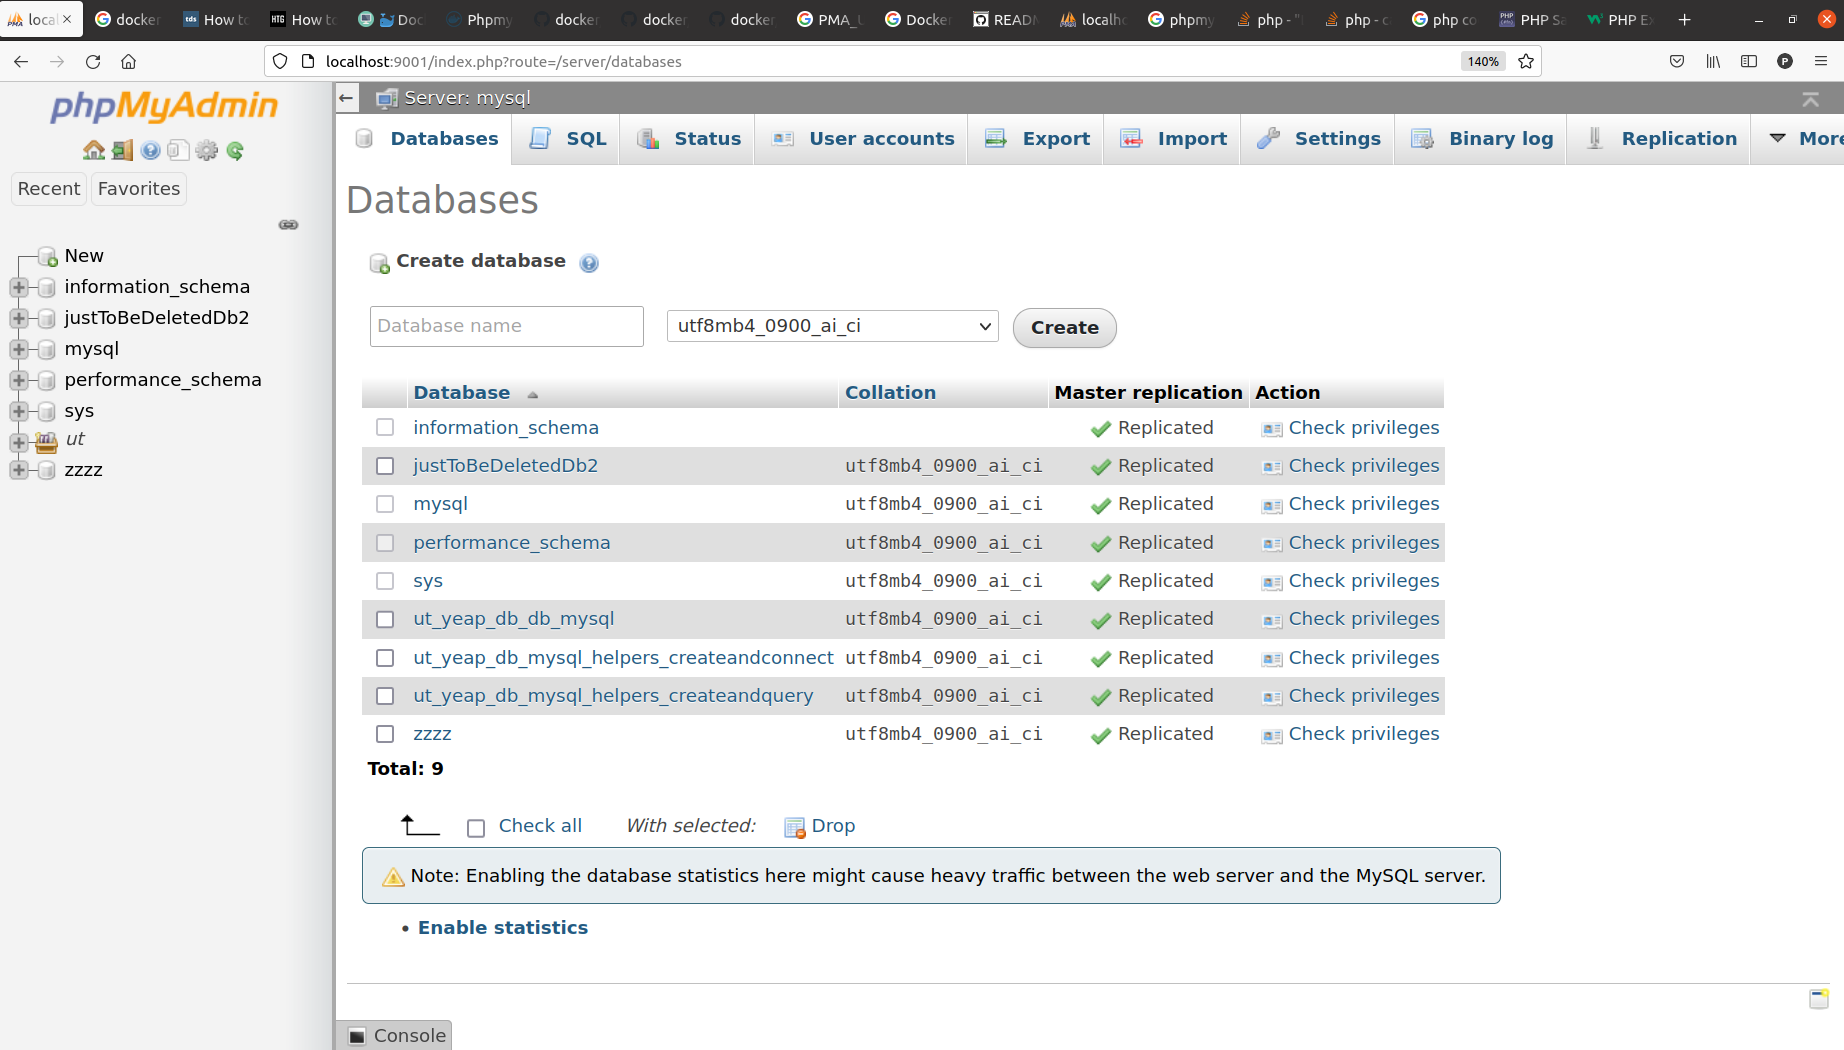 local docker How to How to Doc Phpmy docker docker docker PMA_U Docker READM localho phpmy php - "I php - c php co PHP Sa PHP Ex
localhost:9001/index.php?route=/server/databases 140%
phpMyAdmin
Recent Favorites
New
information_schema
justToBeDeletedDb2
mysql
performance_schema
sys
ut
zzzz
Server: mysql
Databases SQL Status User accounts Export Import Settings Binary log Replication More
Databases
Create database
Database name utf8mb4_0900_ai_ci Create
Database Collation Master replication Action
information_schema Replicated Check privileges
justToBeDeletedDb2 utf8mb4_0900_ai_ci Replicated Check privileges
mysql utf8mb4_0900_ai_ci Replicated Check privileges
performance_schema utf8mb4_0900_ai_ci Replicated Check privileges
sys utf8mb4_0900_ai_ci Replicated Check privileges
ut_yeap_db_db_mysql utf8mb4_0900_ai_ci Replicated Check privileges
ut_yeap_db_mysql_helpers_createandconnect utf8mb4_0900_ai_ci Replicated Check privileges
ut_yeap_db_mysql_helpers_createandquery utf8mb4_0900_ai_ci Replicated Check privileges
zzzz utf8mb4_0900_ai_ci Replicated Check privileges
Total: 9
Check all With selected: Drop
Note: Enabling the database statistics here might cause heavy traffic between the web server and the MySQL server.
Enable statistics
Console